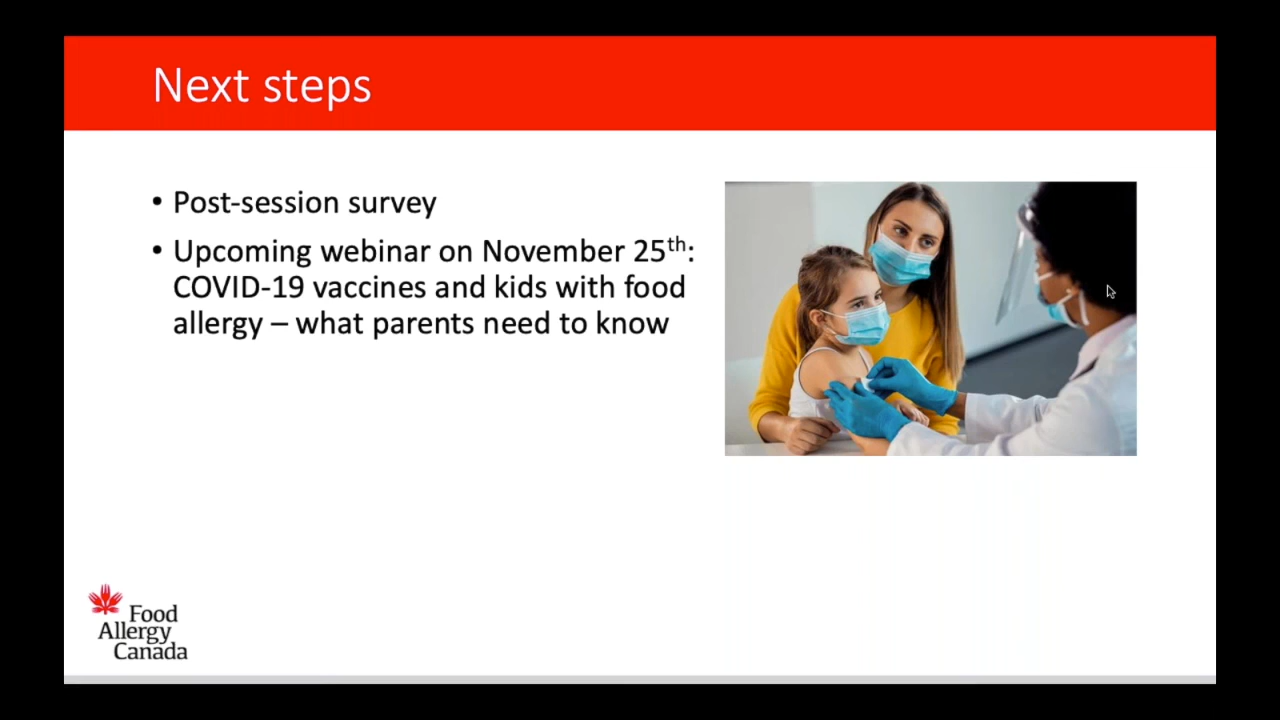 Next steps
• Post-session survey
• Upcoming webinar on November 25th:
COVID-19 vaccines and kids with food
allergy – what parents need to know
Food
Allergy
Canada